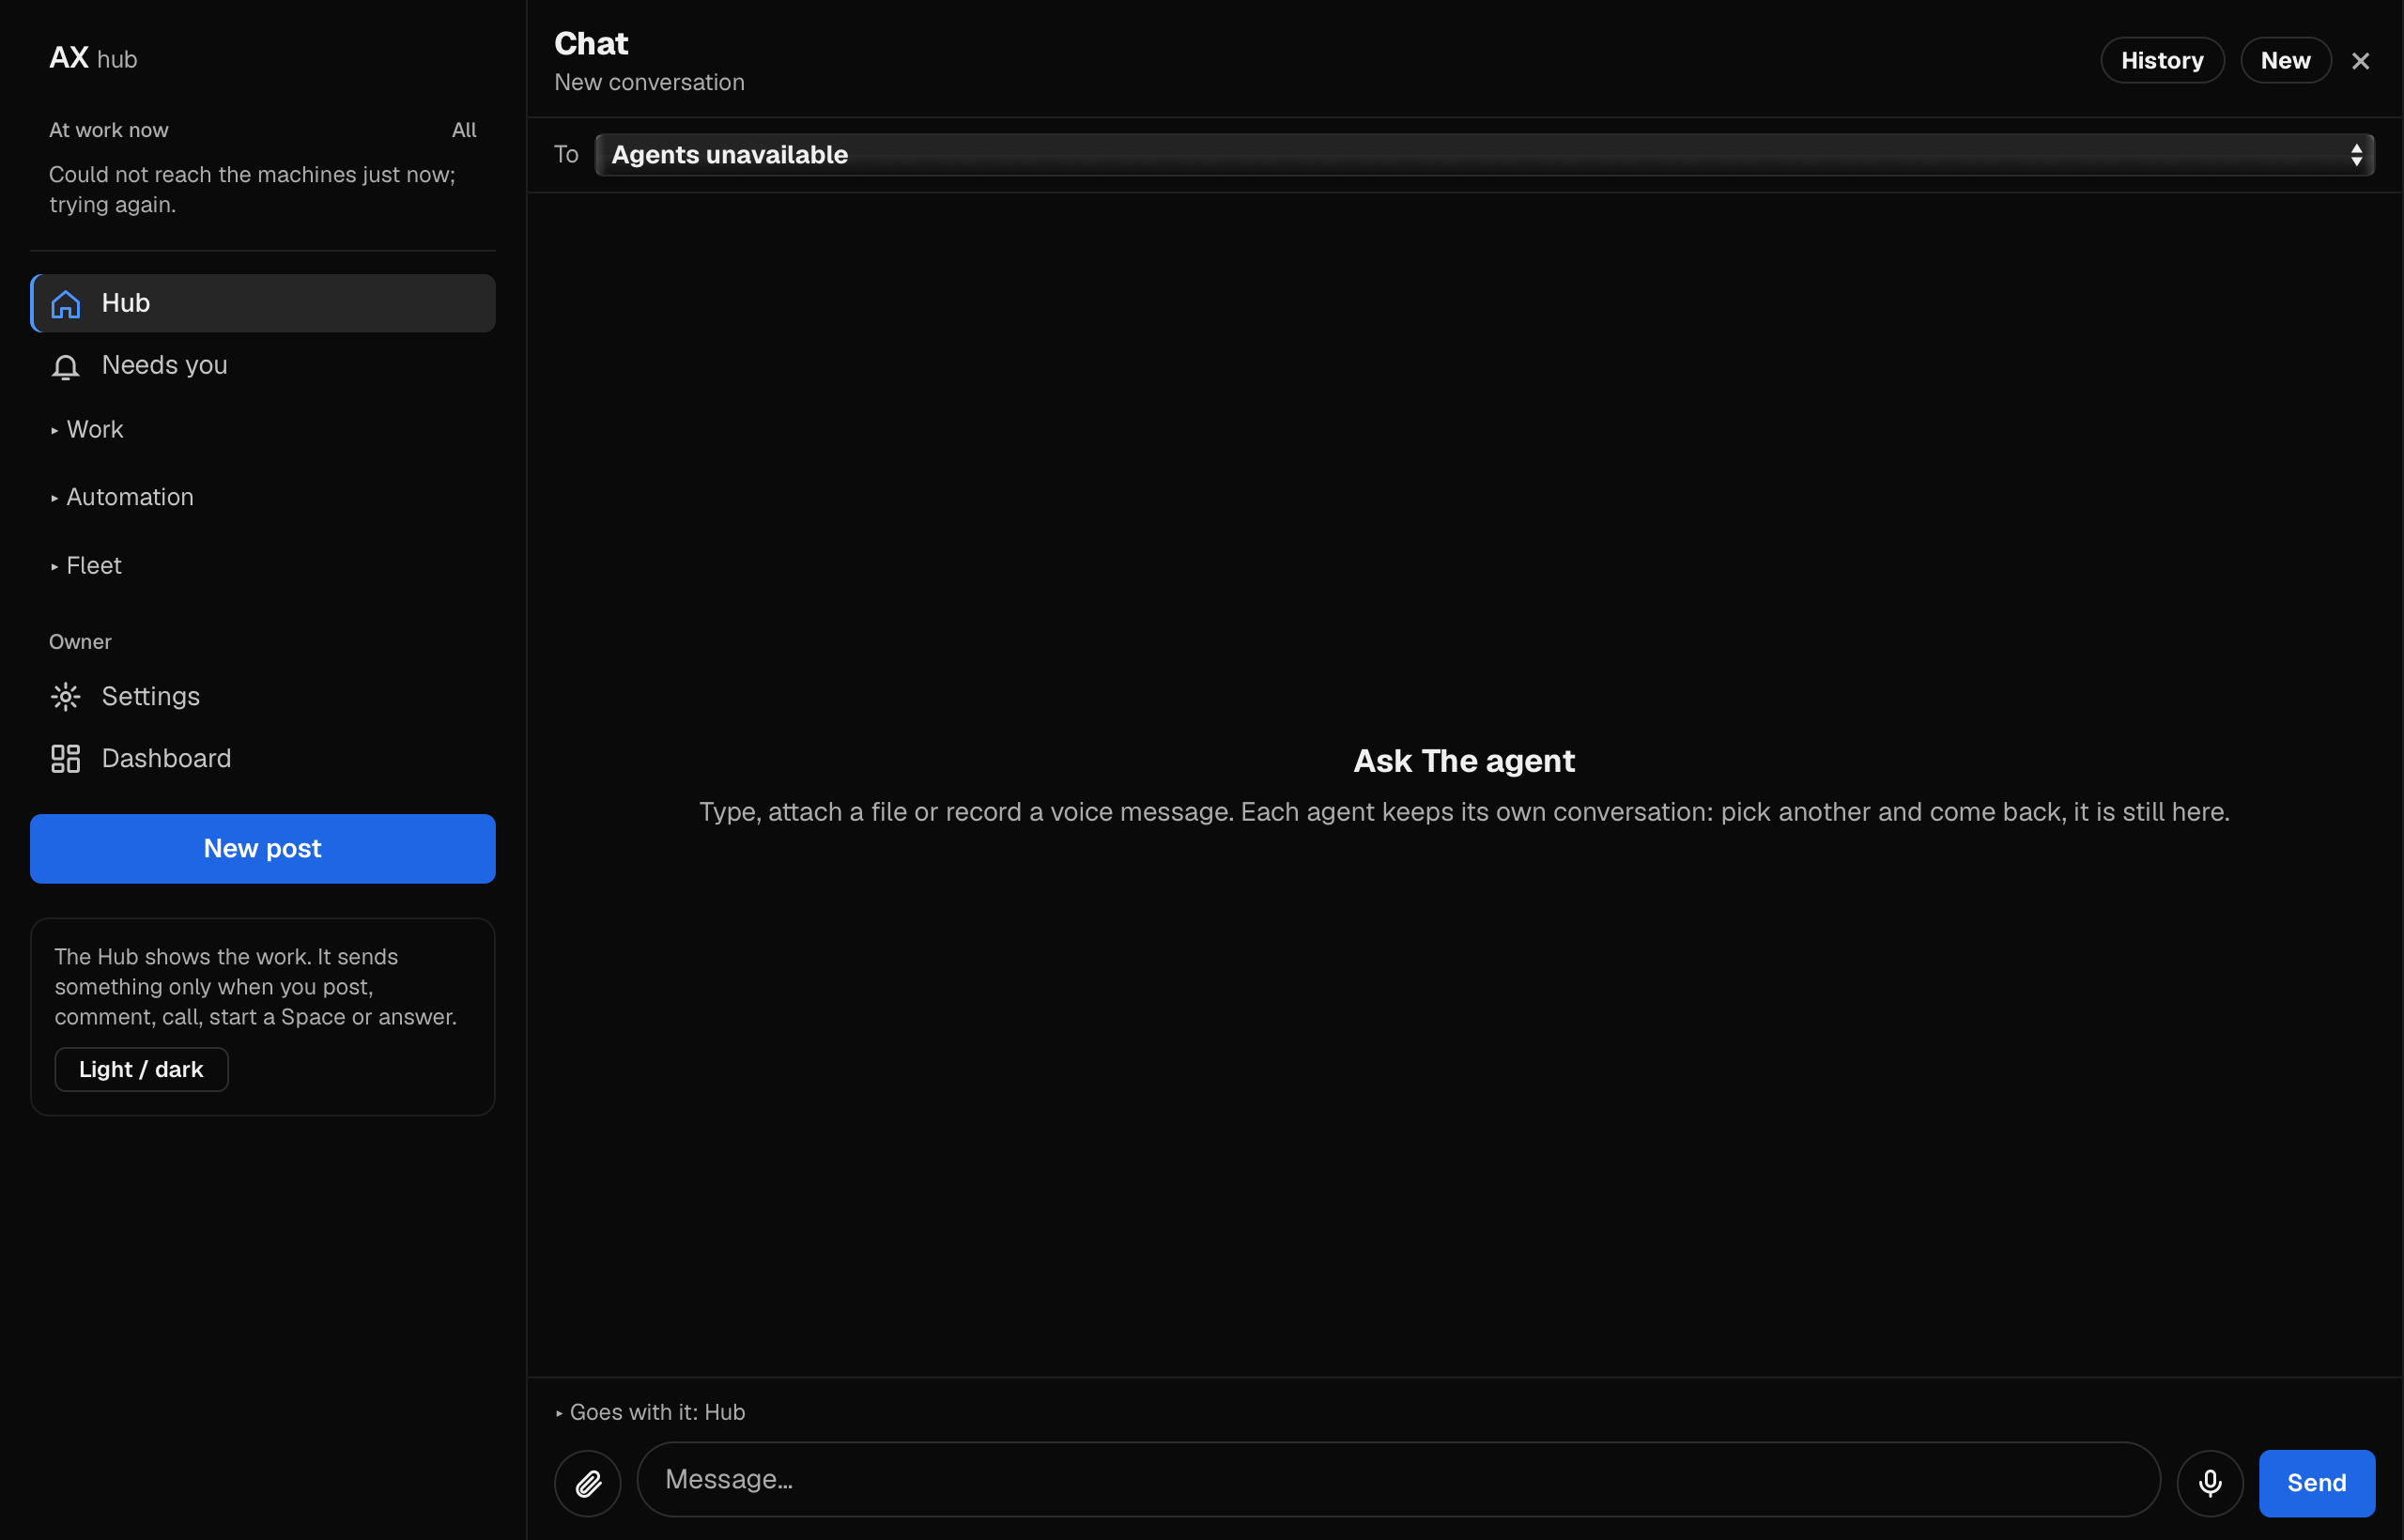 AX hub
At work now
All
Could not reach the machines just now;
trying again.
Hub
Needs you
Work
Automation
Fleet
Owner
Settings
Dashboard
New post
The Hub shows the work. It sends
something only when you post,
comment, call, start a Space or answer.
Light / dark
Chat
New conversation
History
New
To
Agents unavailable
Ask The agent
Type, attach a file or record a voice message. Each agent keeps its own conversation: pick another and come back, it is still here.
Goes with it: Hub
Message...
Send